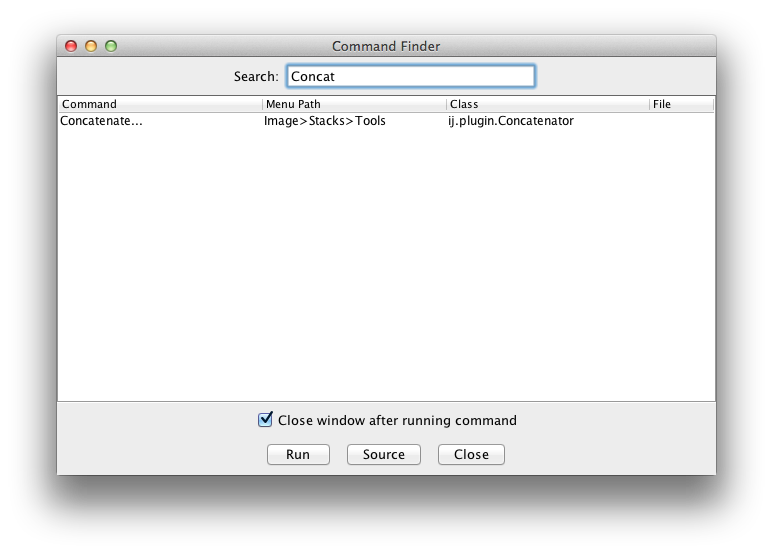 Command Finder
Search: Concat
Command Menu Path Class File
Concatenate... Image>Stacks>Tools ij.plugin.Concatenator
Close window after running command
Run Source Close